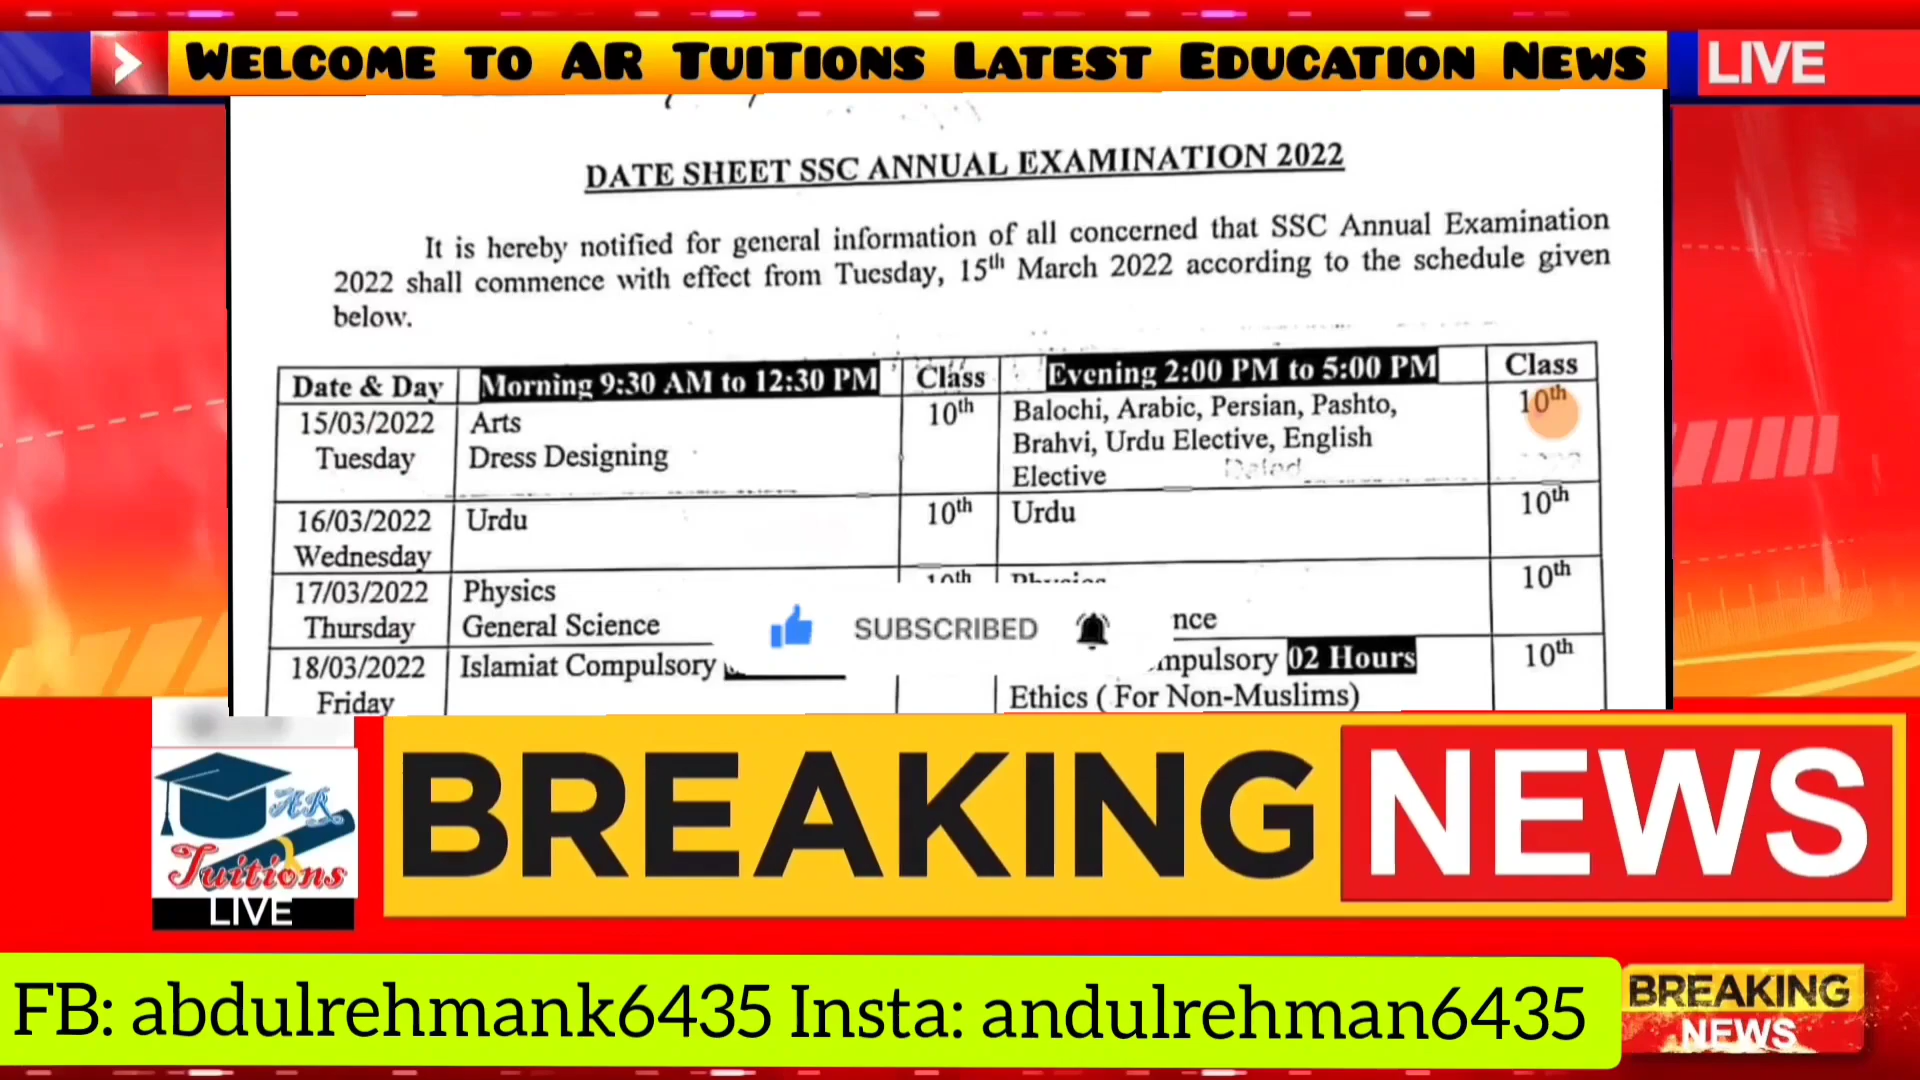 WELCOME TO AR TUITIONS LATEST EDUCATION NEWS
LIVE
DATE SHEET SSC ANNUAL EXAMINATION 2022
It is hereby notified for general information of all concerned that SSC Annual Examination
2022 shall commence with effect from Tuesday, 15th March 2022 according to the schedule given
below.
Date & Day Morning 9:30 AM to 12:30 PM Class Evening 2:00 PM to 5:00 PM Class
15/03/2022 Arts 10th Balochi, Arabic, Persian, Pashto, 10th
Tuesday Dress Designing Brahvi, Urdu Elective, English
Elective
Dated
16/03/2022 Urdu 10th Urdu 10th
Wednesday
17/03/2022 Physics 10th Physics 10th
Thursday General Science nce
SUBSCRIBED
18/03/2022 Islamiat Compulsory mpulsory 02 Hours 10th
Friday Ethics ( For Non-Muslims)
AR
Tuitions
LIVE
BREAKING NEWS
FB: abdulrehmank6435 Insta: andulrehman6435
BREAKING
NEWS